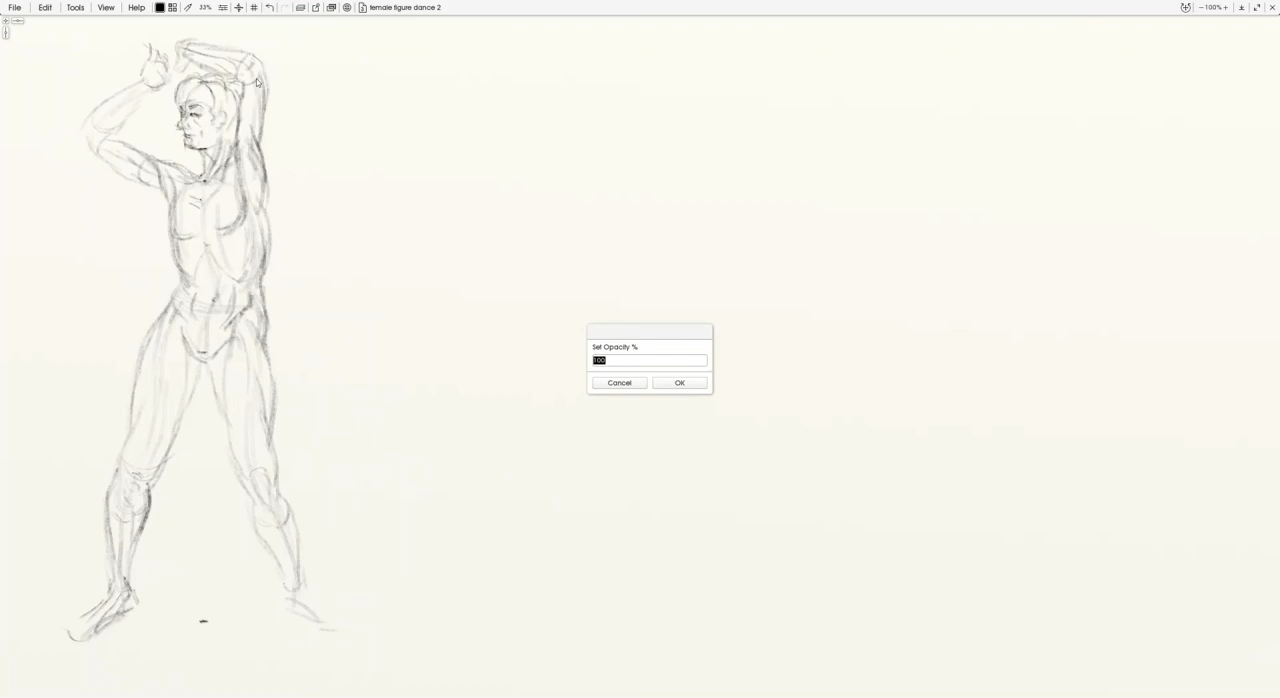 File Edit Tools View Help 33% female figure dance 2 − 100% +
Set Opacity %
100
Cancel OK